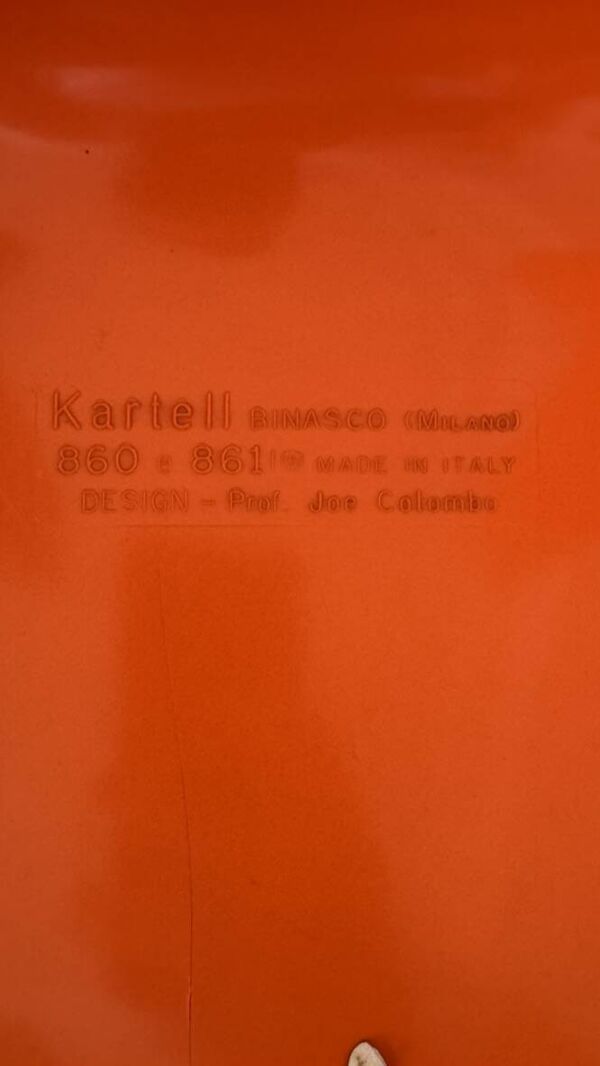 Kartell BINASCO (MILANO)
860 e 861 MADE IN ITALY
DESIGN - Prof. Joe Colombo